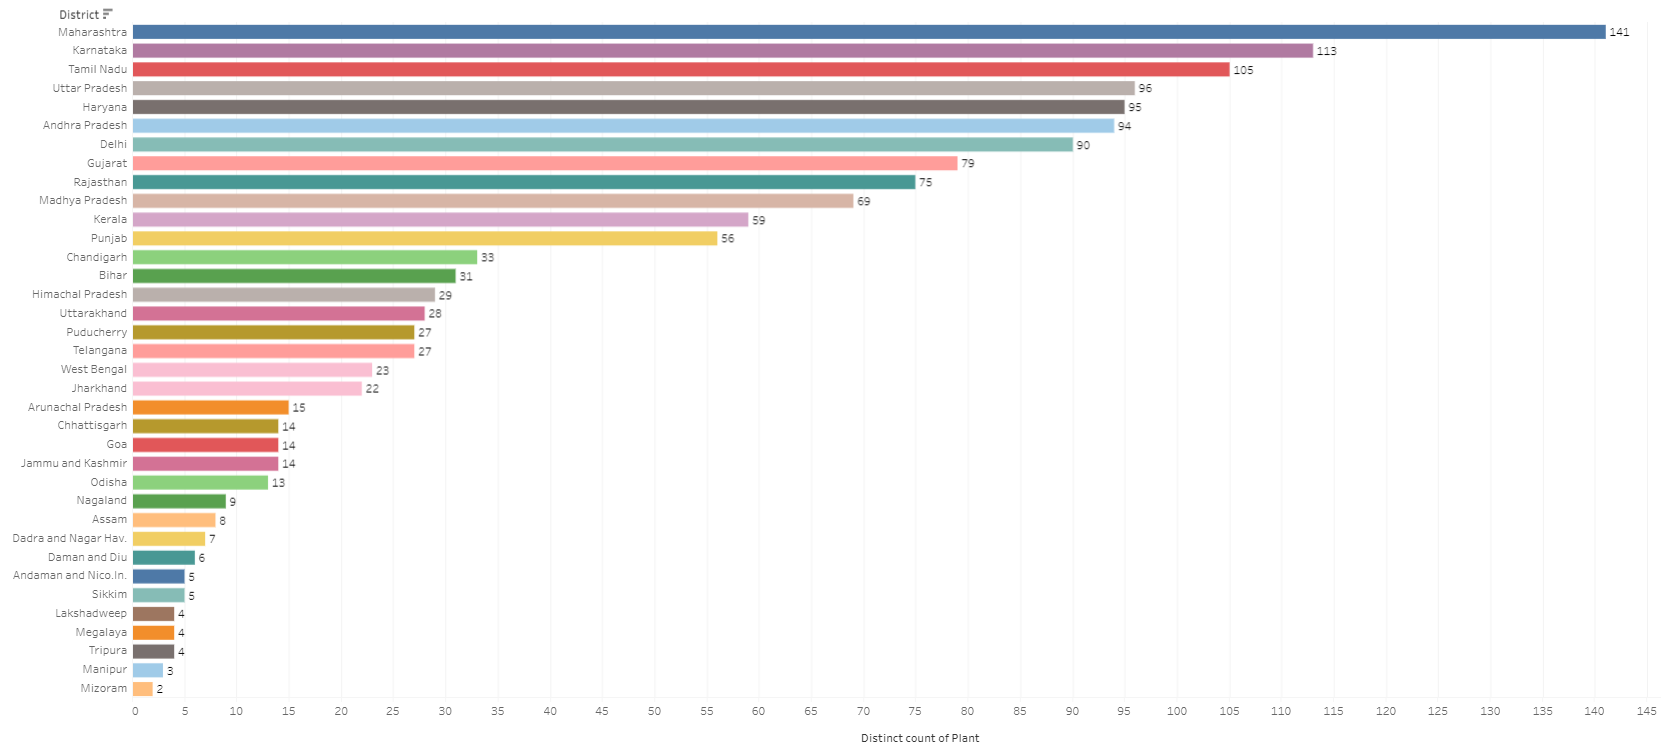 District
Maharashtra 141
Karnataka 113
Tamil Nadu 105
Uttar Pradesh 96
Haryana 95
Andhra Pradesh 94
Delhi 90
Gujarat 79
Rajasthan 75
Madhya Pradesh 69
Kerala 59
Punjab 56
Chandigarh 33
Bihar 31
Himachal Pradesh 29
Uttarakhand 28
Puducherry 27
Telangana 27
West Bengal 23
Jharkhand 22
Arunachal Pradesh 15
Chhattisgarh 14
Goa 14
Jammu and Kashmir 14
Odisha 13
Nagaland 9
Assam 8
Dadra and Nagar Hav. 7
Daman and Diu 6
Andaman and Nico.In. 5
Sikkim 5
Lakshadweep 4
Megalaya 4
Tripura 4
Manipur 3
Mizoram 2
0 5 10 15 20 25 30 35 40 45 50 55 60 65 70 75 80 85 90 95 100 105 110 115 120 125 130 135 140 145
Distinct count of Plant